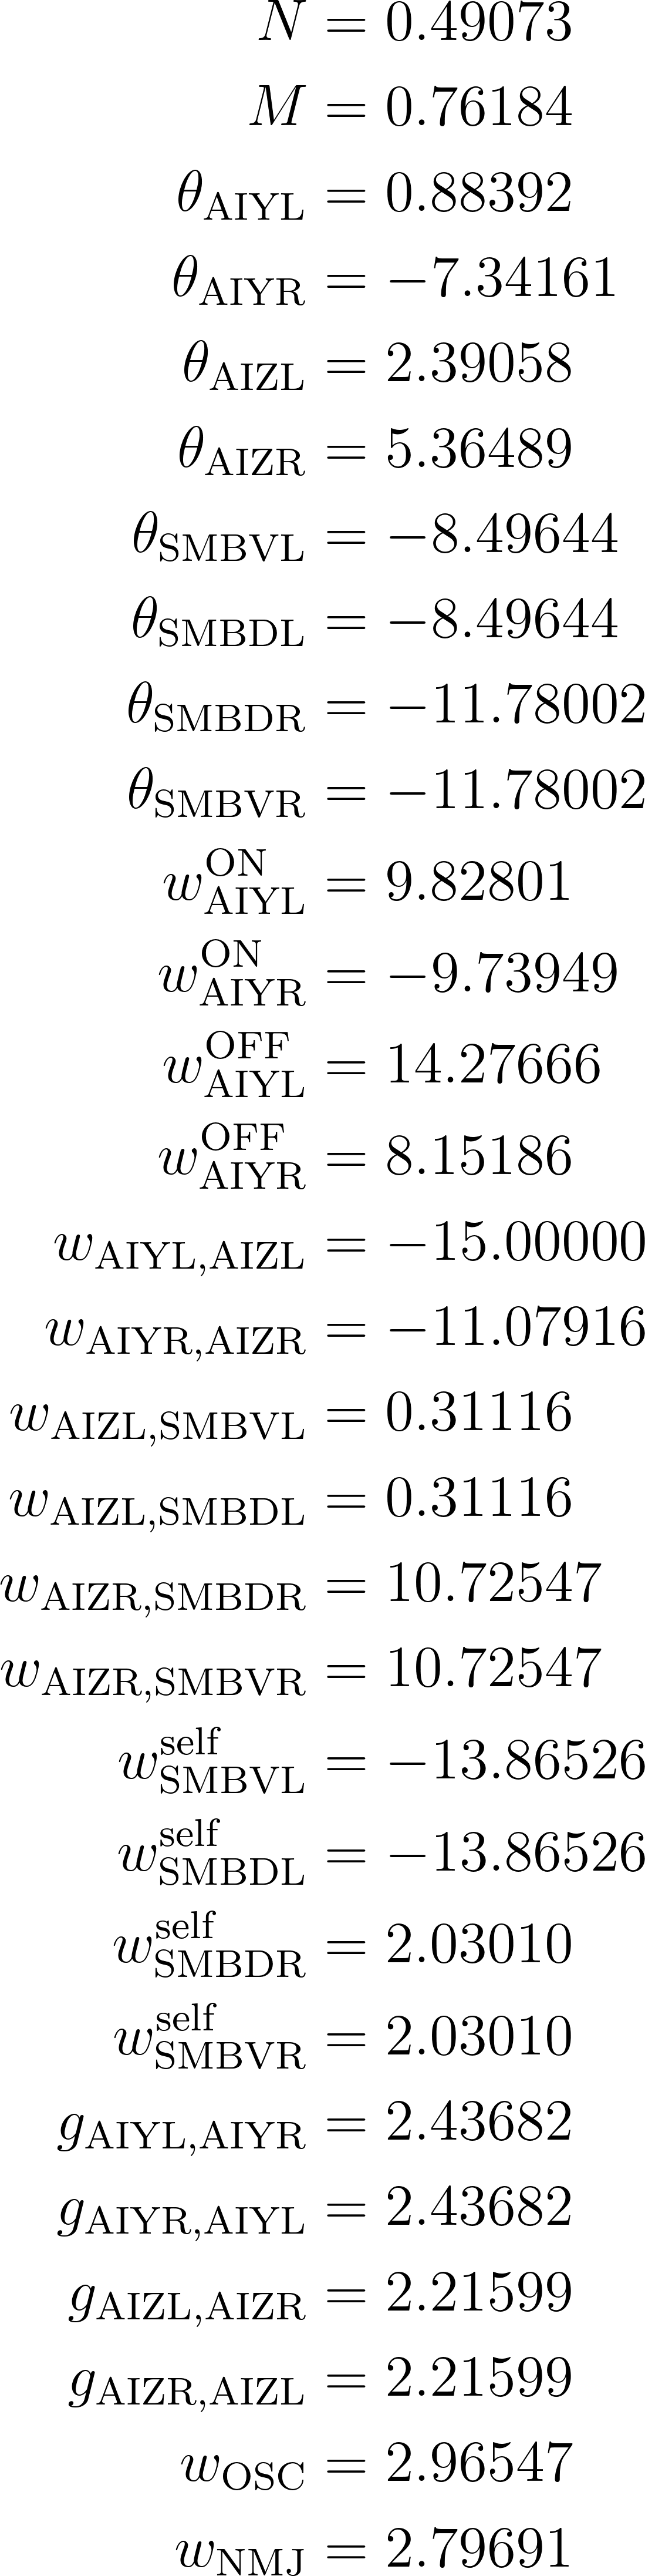 N = 0.49073
M = 0.76184
θ_AIYL = 0.88392
θ_AIYR = −7.34161
θ_AIZL = 2.39058
θ_AIZR = 5.36489
θ_SMBVL = −8.49644
θ_SMBDL = −8.49644
θ_SMBDR = −11.78002
θ_SMBVR = −11.78002
w^ON_AIYL = 9.82801
w^ON_AIYR = −9.73949
w^OFF_AIYL = 14.27666
w^OFF_AIYR = 8.15186
w_AIYL,AIZL = −15.00000
w_AIYR,AIZR = −11.07916
w_AIZL,SMBVL = 0.31116
w_AIZL,SMBDL = 0.31116
w_AIZR,SMBDR = 10.72547
w_AIZR,SMBVR = 10.72547
w^self_SMBVL = −13.86526
w^self_SMBDL = −13.86526
w^self_SMBDR = 2.03010
w^self_SMBVR = 2.03010
g_AIYL,AIYR = 2.43682
g_AIYR,AIYL = 2.43682
g_AIZL,AIZR = 2.21599
g_AIZR,AIZL = 2.21599
w_OSC = 2.96547
w_NMJ = 2.79691